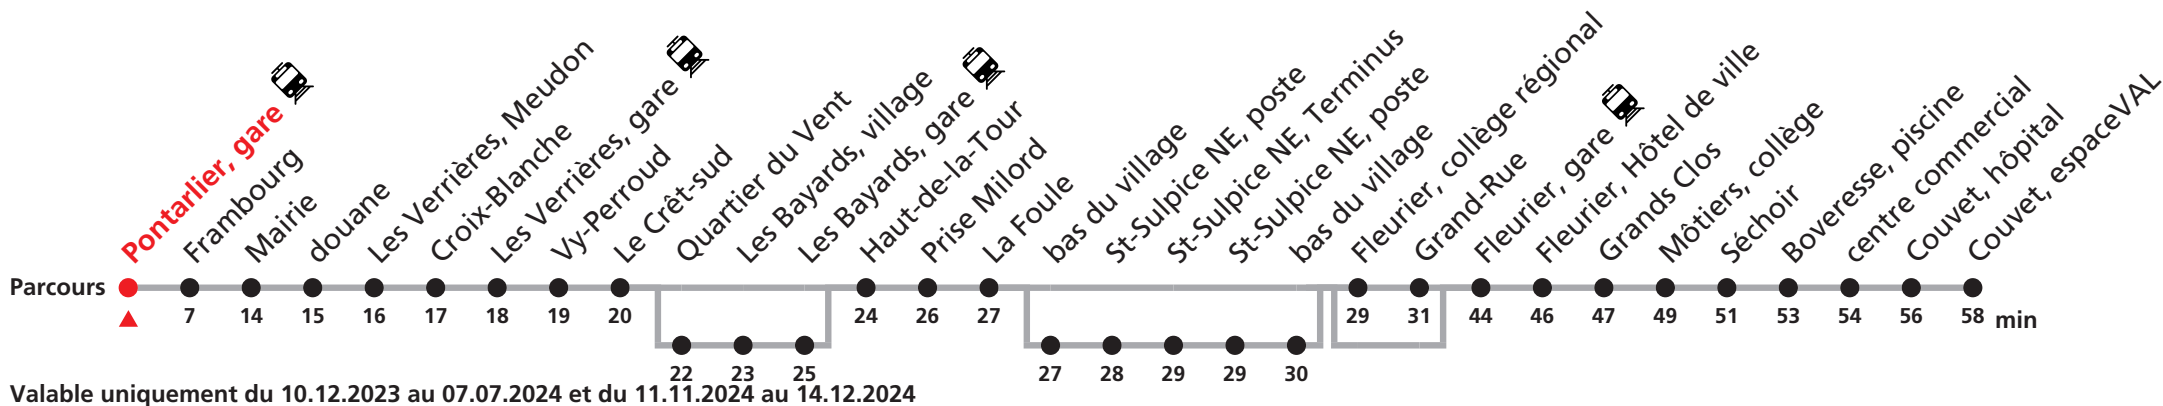 Pontarlier, gare
Frambourg
Mairie
douane
Les Verrières, Meudon
Croix-Blanche
Les Verrières, gare
Vy-Perroud
Le Crêt-sud
Quartier du Vent
Les Bayards, village
Les Bayards, gare
Haut-de-la-Tour
Prise Milord
La Foule
bas du village
St-Sulpice NE, poste
St-Sulpice NE, Terminus
St-Sulpice NE, poste
bas du village
Fleurier, collège régional
Grand-Rue
Fleurier, gare
Fleurier, Hôtel de ville
Grands Clos
Môtiers, collège
Séchoir
Boveresse, piscine
centre commercial
Couvet, hôpital
Couvet, espaceVAL
Parcours
7 14 15 16 17 18 19 20 24 26 27 29 31 44 46 47 49 51 53 54 56 58 min
22 23 25 27 28 29 29 30
Valable uniquement du 10.12.2023 au 07.07.2024 et du 11.11.2024 au 14.12.2024